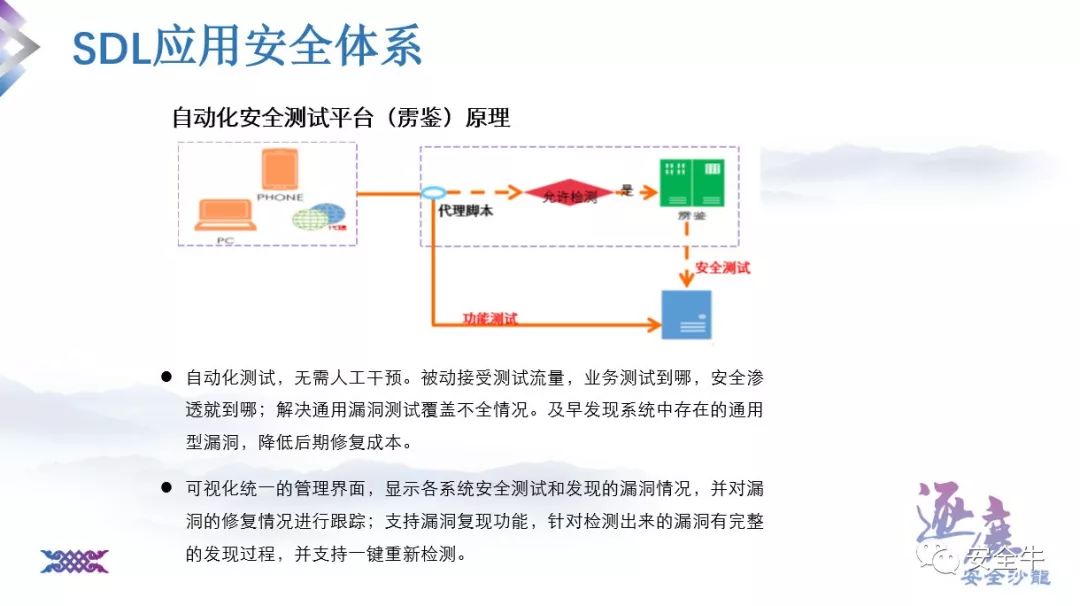 SDL应用安全体系
自动化安全测试平台（雳鉴）原理
PHONE
PC
代理
代理脚本
允许检测
是
雳鉴
安全测试
功能测试
自动化测试，无需人工干预。被动接受测试流量，业务测试到哪，安全渗
透就到哪；解决通用漏洞测试覆盖不全情况。及早发现系统中存在的通用
型漏洞，降低后期修复成本。
可视化统一的管理界面，显示各系统安全测试和发现的漏洞情况，并对漏
洞的修复情况进行跟踪；支持漏洞复现功能，针对检测出来的漏洞有完整
的发现过程，并支持一键重新检测。
安全牛
安全沙龍